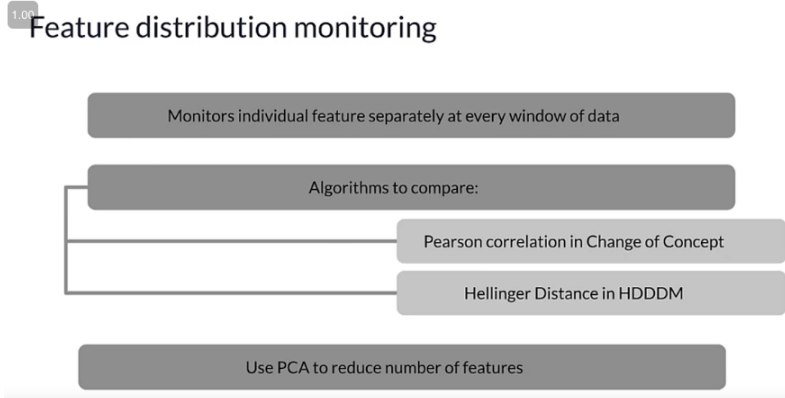 1.00
Feature distribution monitoring
Monitors individual feature separately at every window of data
Algorithms to compare:
Pearson correlation in Change of Concept
Hellinger Distance in HDDDM
Use PCA to reduce number of features